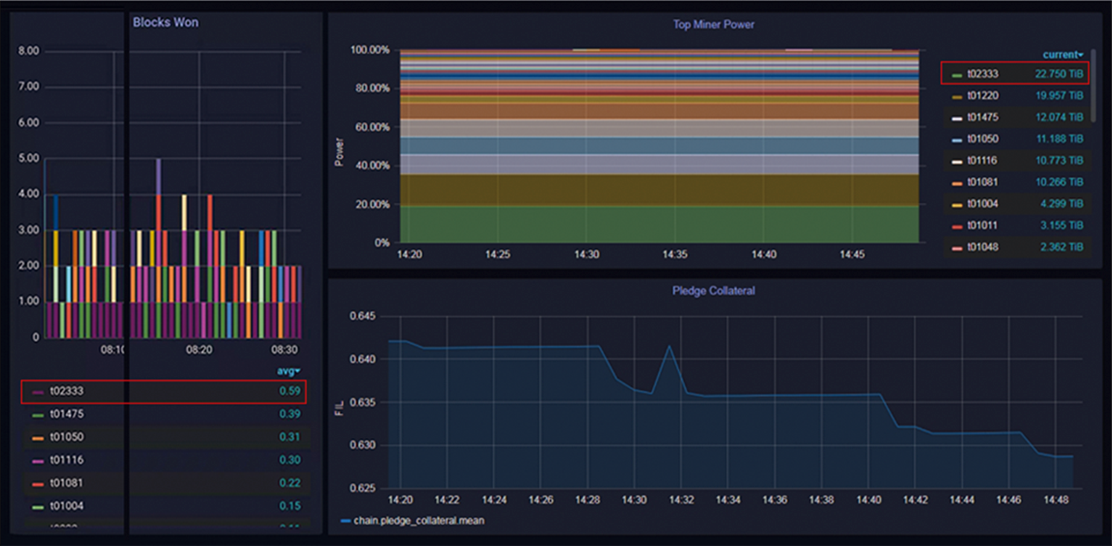 Blocks Won
8.00
7.00
6.00
5.00
4.00
3.00
2.00
1.00
0
08:10
08:20
08:30
avg
t02333 0.59
t01475 0.39
t01050 0.31
t01116 0.30
t01081 0.22
t01004 0.15
Top Miner Power
Power
100.00%
80.00%
60.00%
40.00%
20.00%
0%
14:20
14:25
14:30
14:35
14:40
14:45
current
t02333 22.750 TiB
t01220 19.957 TiB
t01475 12.074 TiB
t01050 11.188 TiB
t01116 10.773 TiB
t01081 10.266 TiB
t01004 4.299 TiB
t01011 3.155 TiB
t01048 2.362 TiB
Pledge Collateral
FIL
0.645
0.640
0.635
0.630
0.625
14:20
14:22
14:24
14:26
14:28
14:30
14:32
14:34
14:36
14:38
14:40
14:42
14:44
14:46
14:48
chain.pledge_collateral.mean